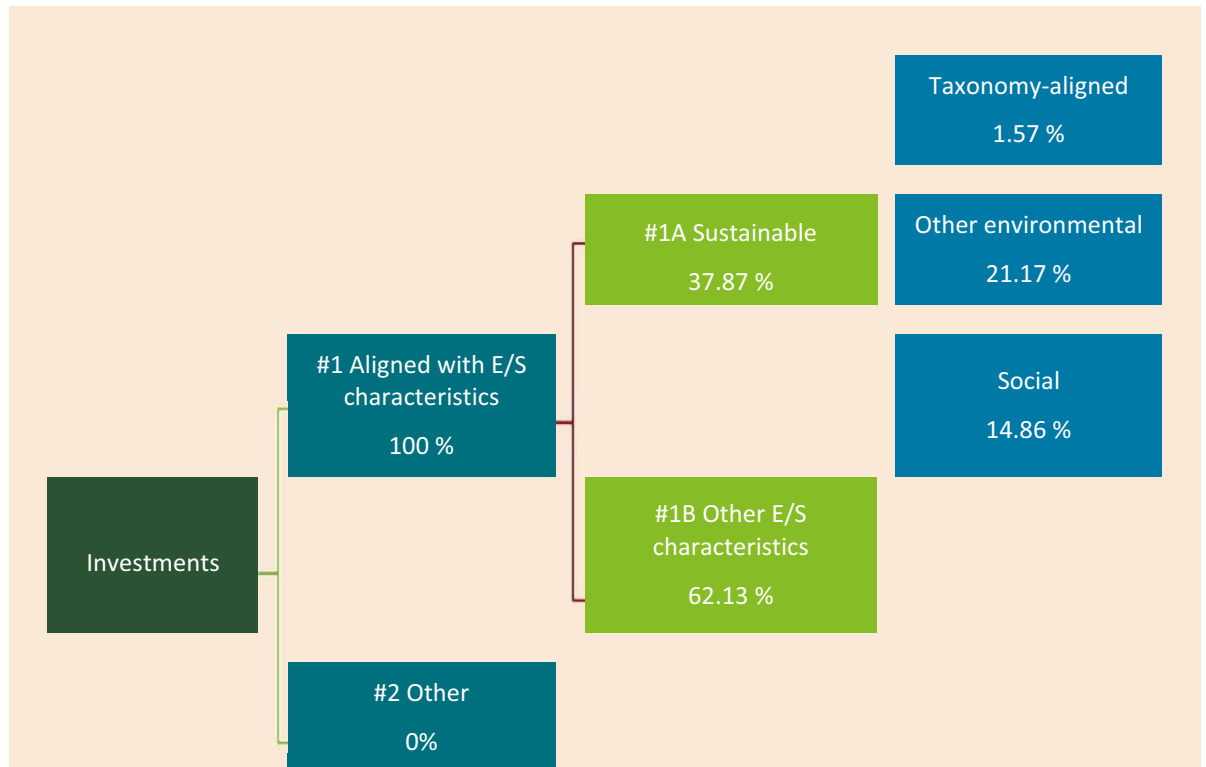 Taxonomy-aligned
1.57 %
#1A Sustainable
37.87 %
Other environmental
21.17 %
#1 Aligned with E/S
characteristics
100 %
Social
14.86 %
Investments
#1B Other E/S
characteristics
62.13 %
#2 Other
0%